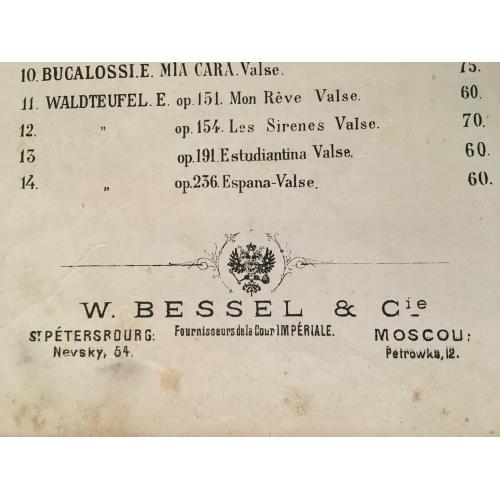 10. BUCALOSSI.E. MIA CARA.Valse. 75.
11. WALDTEUFEL.E. op.151. Mon Rêve Valse. 60.
12. " op.154. Les Sirenes Valse. 70.
13 " op.191. Estudiantina Valse. 60.
14. " op.236. Espana-Valse. 60.
W. BESSEL & Cie
ST PÉTERSBOURG: Fournisseurs de la Cour IMPÉRIALE. MOSCOU:
Nevsky, 54. Petrowka, 12.